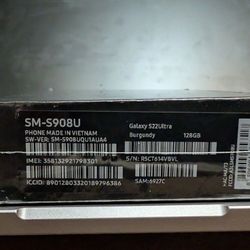 SM-S908U
PHONE MADE IN VIETNAM
SW-VER: SM-S908UQU1AUA4
Galaxy S22Ultra
Burgundy 128GB
IMEI: 358132921798301
S/N: R5CT614VBVL
ICCID: 89012803320189796386
SAM:6927C